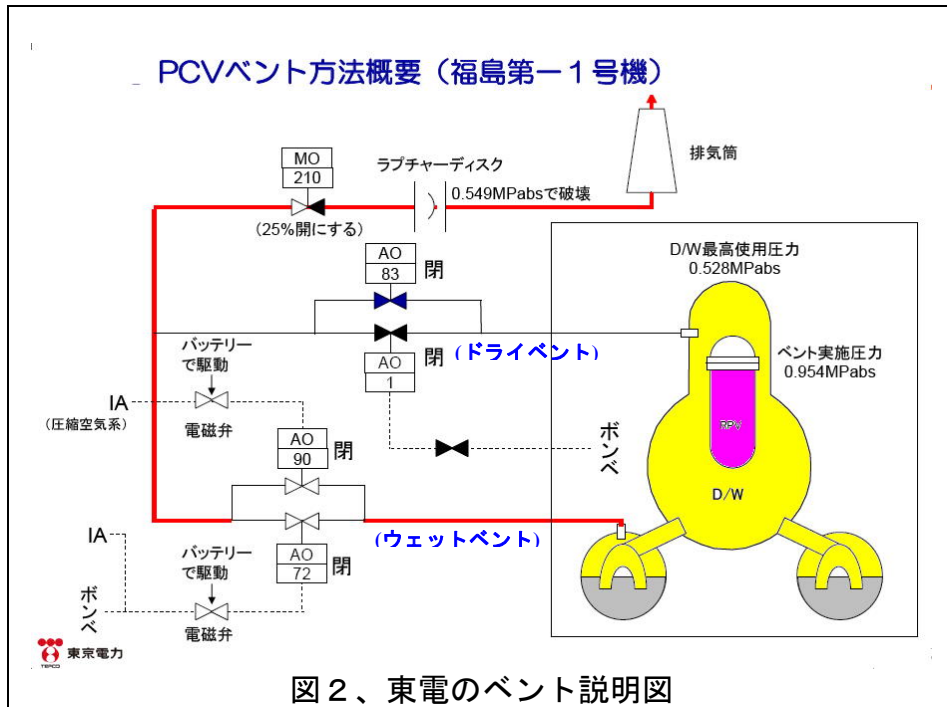 PCVベント方法概要（福島第一１号機）
MO
210
(25%開にする)
ラプチャーディスク
0.549MPabsで破壊
排気筒
AO
83
閉
D/W最高使用圧力
0.528MPabs
バッテリー
で駆動
閉
(ドライベント)
AO
1
ベント実施圧力
0.954MPabs
IA
(圧縮空気系)
電磁弁
AO
90
閉
ボンベ
RPV
D/W
(ウェットベント)
IA
バッテリー
で駆動
AO
72
閉
ボンベ
電磁弁
TEPCO
東京電力
図２、東電のベント説明図